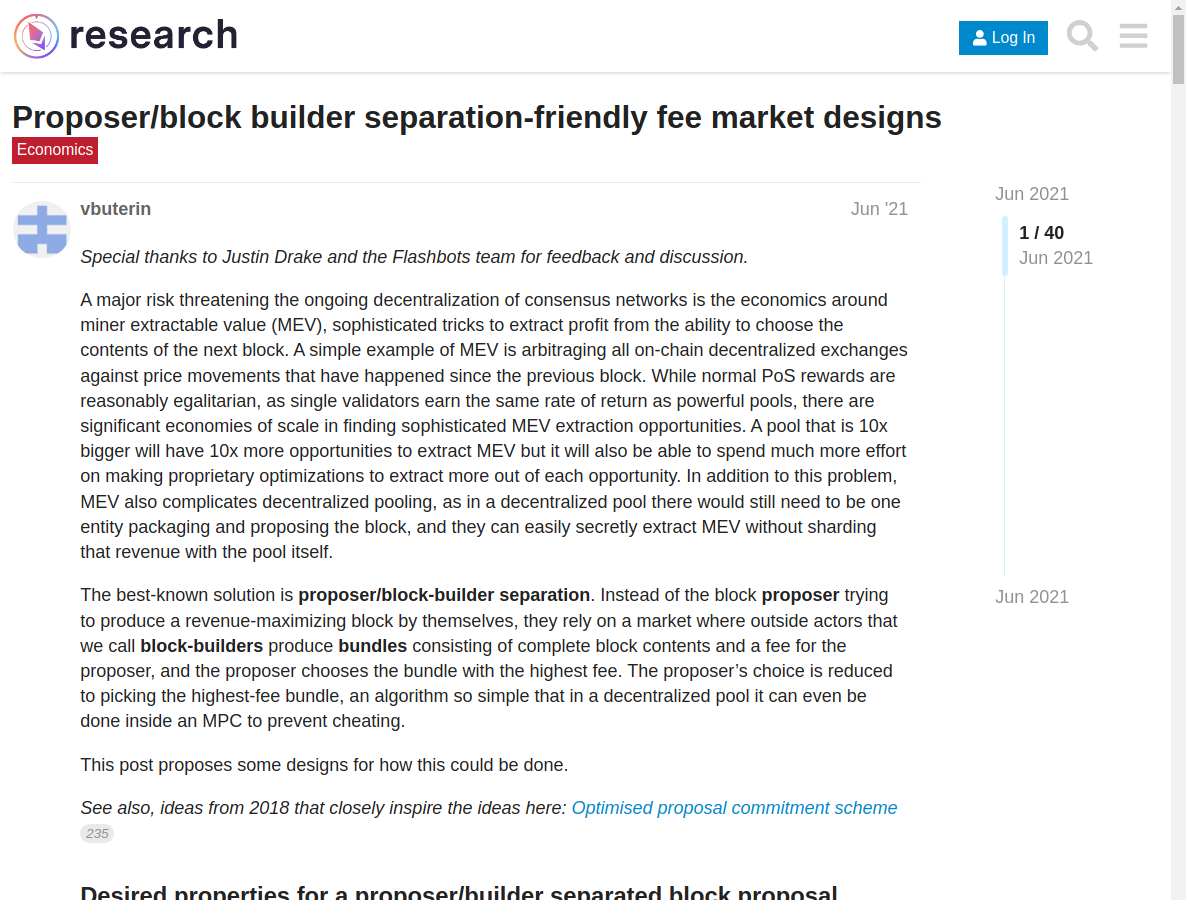 research
Log In
Proposer/block builder separation-friendly fee market designs
Economics
vbuterin
Jun '21
Jun 2021
1 / 40
Jun 2021
Special thanks to Justin Drake and the Flashbots team for feedback and discussion.
A major risk threatening the ongoing decentralization of consensus networks is the economics around
miner extractable value (MEV), sophisticated tricks to extract profit from the ability to choose the
contents of the next block. A simple example of MEV is arbitraging all on-chain decentralized exchanges
against price movements that have happened since the previous block. While normal PoS rewards are
reasonably egalitarian, as single validators earn the same rate of return as powerful pools, there are
significant economies of scale in finding sophisticated MEV extraction opportunities. A pool that is 10x
bigger will have 10x more opportunities to extract MEV but it will also be able to spend much more effort
on making proprietary optimizations to extract more out of each opportunity. In addition to this problem,
MEV also complicates decentralized pooling, as in a decentralized pool there would still need to be one
entity packaging and proposing the block, and they can easily secretly extract MEV without sharding
that revenue with the pool itself.
The best-known solution is proposer/block-builder separation. Instead of the block proposer trying
to produce a revenue-maximizing block by themselves, they rely on a market where outside actors that
we call block-builders produce bundles consisting of complete block contents and a fee for the
proposer, and the proposer chooses the bundle with the highest fee. The proposer’s choice is reduced
to picking the highest-fee bundle, an algorithm so simple that in a decentralized pool it can even be
done inside an MPC to prevent cheating.
Jun 2021
This post proposes some designs for how this could be done.
See also, ideas from 2018 that closely inspire the ideas here: Optimised proposal commitment scheme
235
Desired properties for a proposer/builder separated block proposal